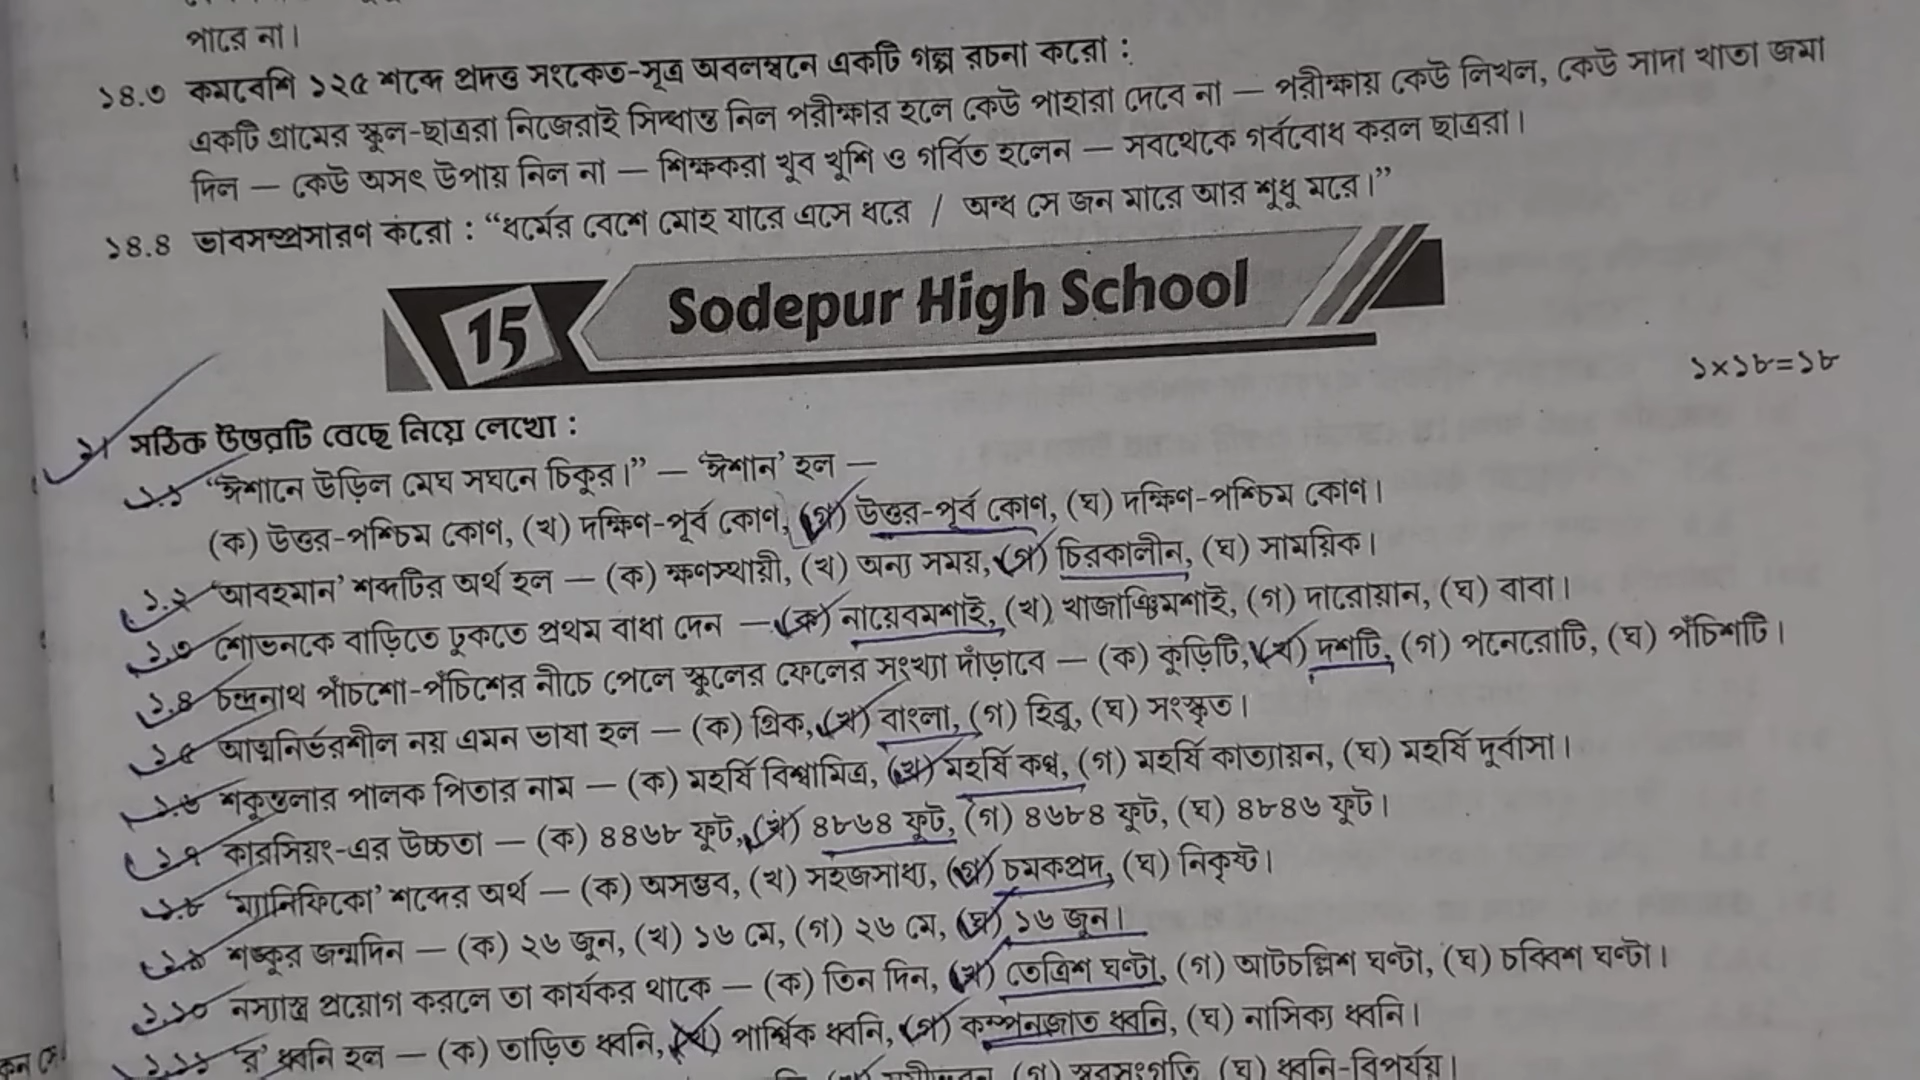 পারে না।
১৪.৩ কমবেশি ১২৫ শব্দে প্রদত্ত সংকেত-সূত্র অবলম্বনে একটি গল্প রচনা করো :
একটি গ্রামের স্কুল-ছাত্ররা নিজেরাই সিদ্ধান্ত নিল পরীক্ষার হলে কেউ পাহারা দেবে না — পরীক্ষায় কেউ লিখল, কেউ সাদা খাতা জমা
দিল — কেউ অসৎ উপায় নিল না — শিক্ষকরা খুব খুশি ও গর্বিত হলেন — সবথেকে গর্ববোধ করল ছাত্ররা।
১৪.৪ ভাবসম্প্রসারণ করো : “ধর্মের বেশে মোহ যারে এসে ধরে / অন্ধ সে জন মারে আর শুধু মরে।”
15 Sodepur High School
১×১৮=১৮
১। সঠিক উত্তরটি বেছে নিয়ে লেখো :
১.১ “ঈশানে উড়িল মেঘ সঘনে চিকুর।” — ‘ঈশান’ হল —
(ক) উত্তর-পশ্চিম কোণ, (খ) দক্ষিণ-পূর্ব কোণ, (গ) উত্তর-পূর্ব কোণ, (ঘ) দক্ষিণ-পশ্চিম কোণ।
১.২ ‘আবহমান’ শব্দটির অর্থ হল — (ক) ক্ষণস্থায়ী, (খ) অন্য সময়, (গ) চিরকালীন, (ঘ) সাময়িক।
১.৩ শোভনকে বাড়িতে ঢুকতে প্রথম বাধা দেন — (ক) নায়েবমশাই, (খ) খাজাঞ্চিমশাই, (গ) দারোয়ান, (ঘ) বাবা।
১.৪ চন্দ্রনাথ পাঁচশো-পঁচিশের নীচে পেলে স্কুলের ফেলের সংখ্যা দাঁড়াবে — (ক) কুঁড়িটি, (খ) দশটি, (গ) পনেরোটি, (ঘ) পঁচিশটি।
১.৫ আত্মনির্ভরশীল নয় এমন ভাষা হল — (ক) গ্রিক, (খ) বাংলা, (গ) হিব্রু, (ঘ) সংস্কৃত।
১.৬ শকুন্তলার পালক পিতার নাম — (ক) মহর্ষি বিশ্বামিত্র, (খ) মহর্ষি কণ্ব, (গ) মহর্ষি কাত্যায়ন, (ঘ) মহর্ষি দুর্বাসা।
১.৭ কারসিয়ং-এর উচ্চতা — (ক) ৪৪৬৮ ফুট, (খ) ৪৮৬৪ ফুট, (গ) ৪৬৮৪ ফুট, (ঘ) ৪৮৪৬ ফুট।
১.৮ ‘ম্যানিফিকো’ শব্দের অর্থ — (ক) অসম্ভব, (খ) সহজসাধ্য, (গ) চমকপ্রদ, (ঘ) নিকৃষ্ট।
১.৯ শঙ্কুর জন্মদিন — (ক) ২৬ জুন, (খ) ১৬ মে, (গ) ২৬ মে, (ঘ) ১৬ জুন।
১.১০ নস্যাস্ত্র প্রয়োগ করলে তা কার্যকর থাকে — (ক) তিন দিন, (খ) তেত্রিশ ঘণ্টা, (গ) আটচল্লিশ ঘণ্টা, (ঘ) চব্বিশ ঘণ্টা।
১.১১ ‘র’ ধ্বনি হল — (ক) তাড়িত ধ্বনি, (খ) পার্শ্বিক ধ্বনি, (গ) কম্পনজাত ধ্বনি, (ঘ) নাসিক্য ধ্বনি।
(গ) স্বরসংগতি, (ঘ) ধ্বনি-বিপর্যয়।